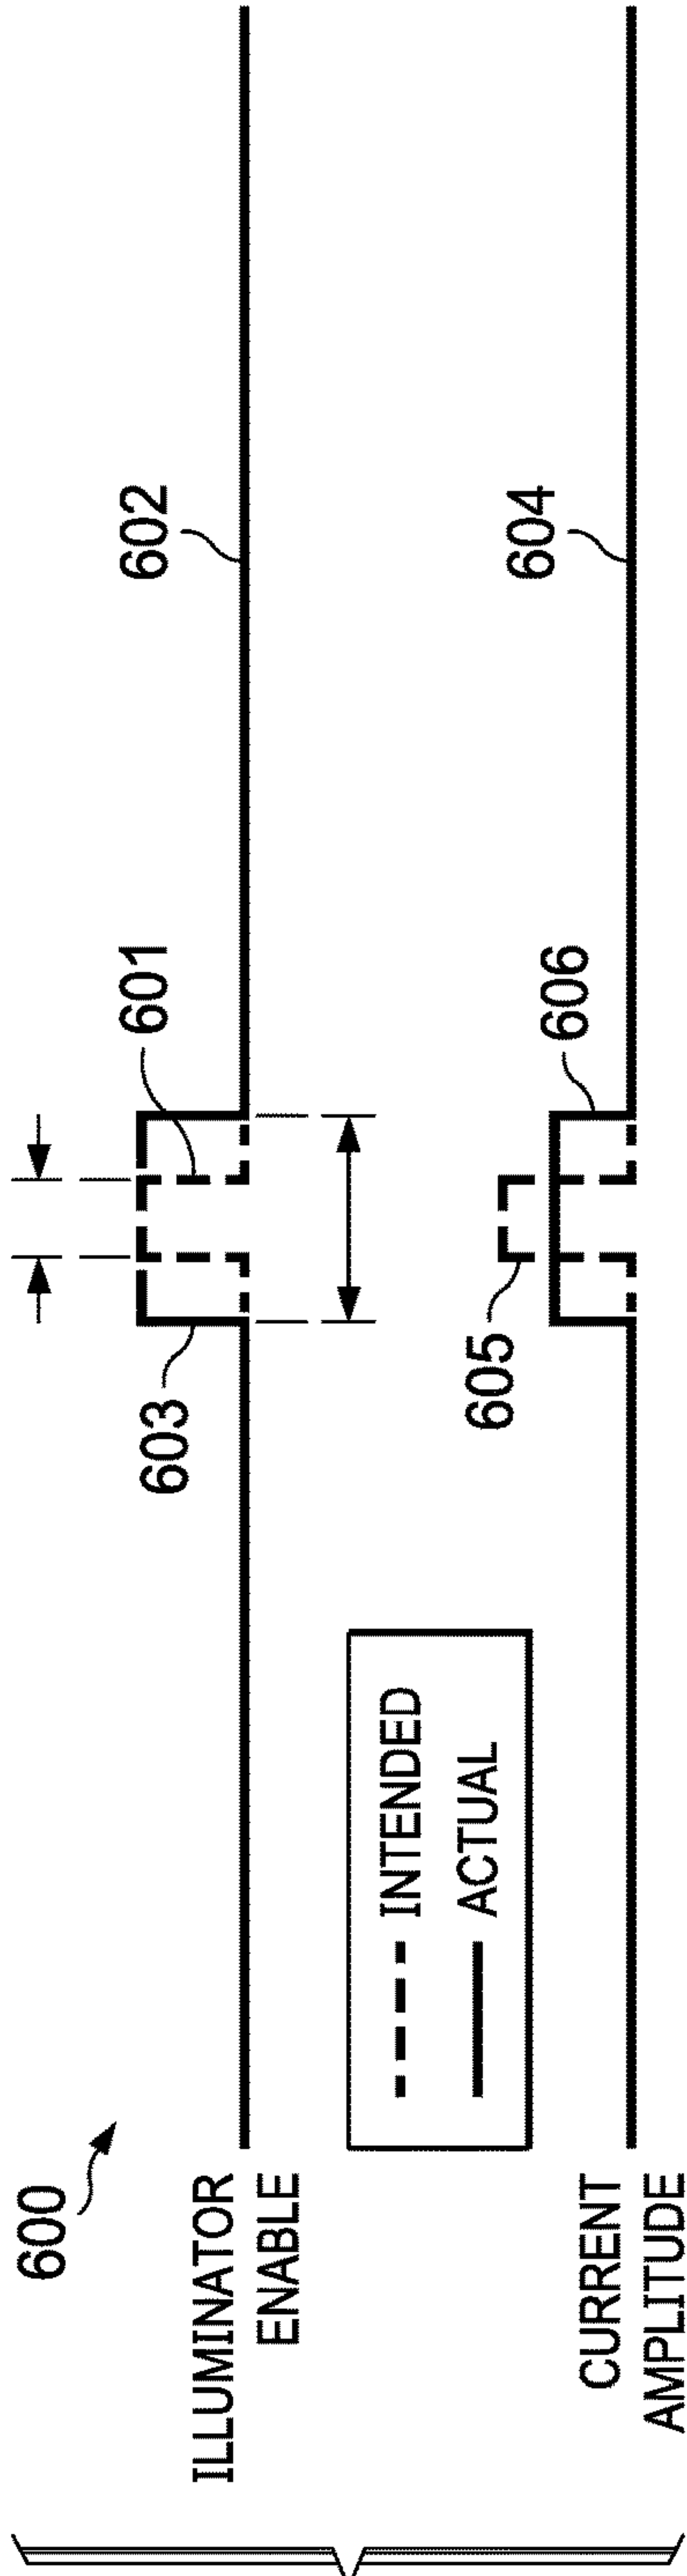 600
601
602
603
ILLUMINATOR
ENABLE
INTENDED
ACTUAL
604
605
606
CURRENT
AMPLITUDE